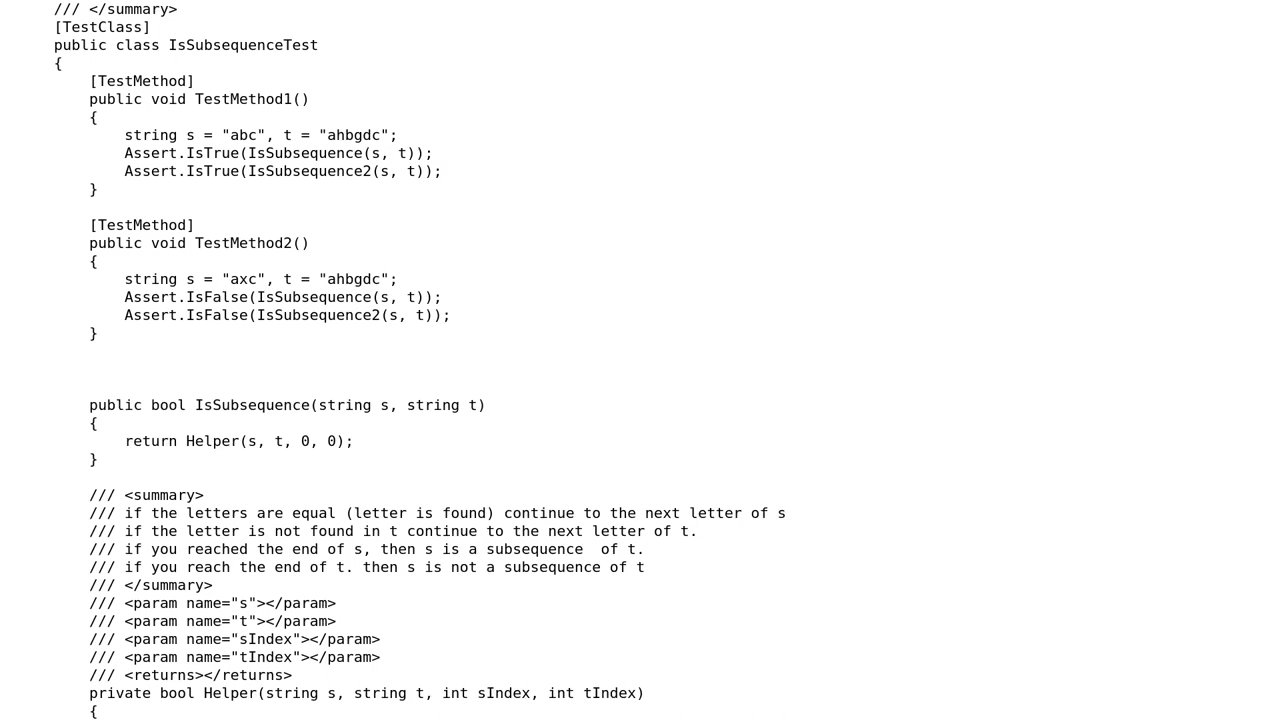 /// </summary>
[TestClass]
public class IsSubsequenceTest
{
    [TestMethod]
    public void TestMethod1()
    {
        string s = "abc", t = "ahbgdc";
        Assert.IsTrue(IsSubsequence(s, t));
        Assert.IsTrue(IsSubsequence2(s, t));
    }

    [TestMethod]
    public void TestMethod2()
    {
        string s = "axc", t = "ahbgdc";
        Assert.IsFalse(IsSubsequence(s, t));
        Assert.IsFalse(IsSubsequence2(s, t));
    }

    public bool IsSubsequence(string s, string t)
    {
        return Helper(s, t, 0, 0);
    }

    /// <summary>
    /// if the letters are equal (letter is found) continue to the next letter of s
    /// if the letter is not found in t continue to the next letter of t.
    /// if you reached the end of s, then s is a subsequence  of t.
    /// if you reach the end of t. then s is not a subsequence of t
    /// </summary>
    /// <param name="s"></param>
    /// <param name="t"></param>
    /// <param name="sIndex"></param>
    /// <param name="tIndex"></param>
    /// <returns></returns>
    private bool Helper(string s, string t, int sIndex, int tIndex)
    {